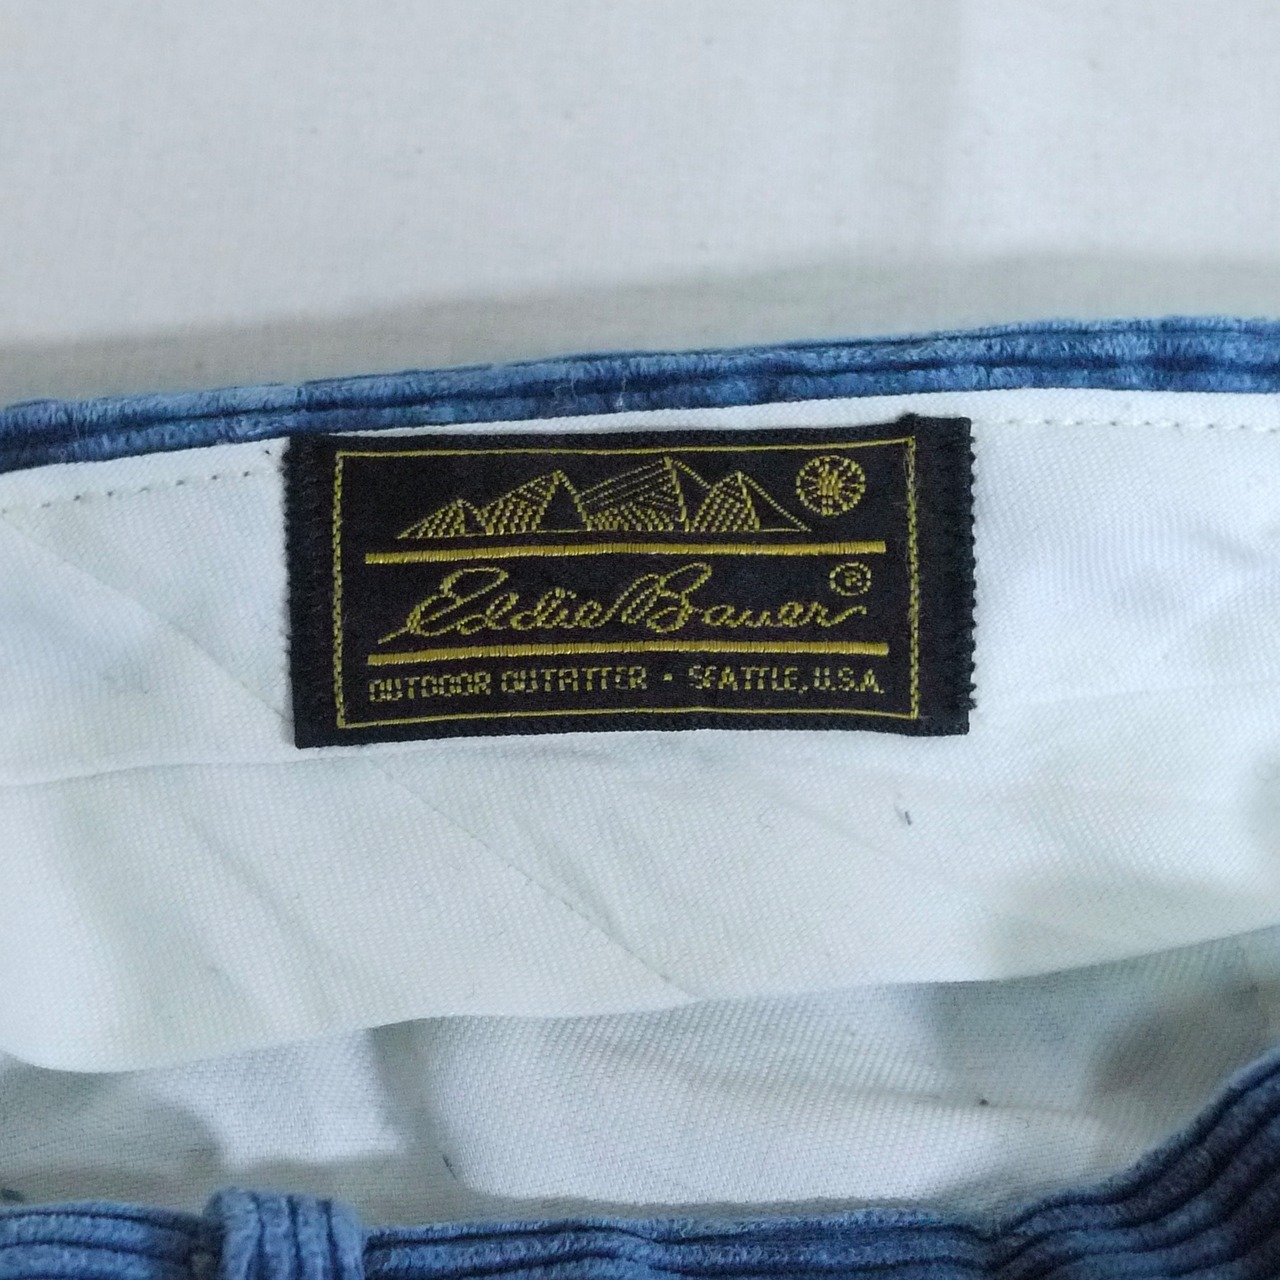 Eddie Bauer ®
OUTDOOR OUTFITTER • SEATTLE, U.S.A.